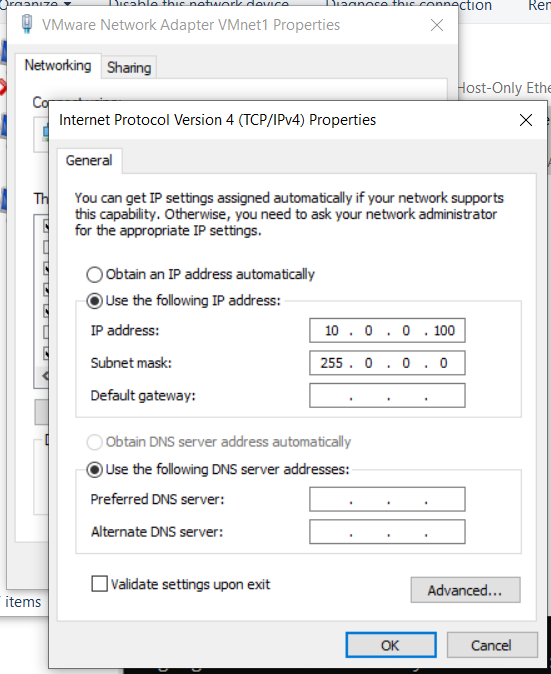 Organize
Disable this network device
Diagnose this connection
VMware Network Adapter VMnet1 Properties
Networking
Sharing
Host-Only Ethe
Internet Protocol Version 4 (TCP/IPv4) Properties
General
You can get IP settings assigned automatically if your network supports
this capability. Otherwise, you need to ask your network administrator
for the appropriate IP settings.
Obtain an IP address automatically
Use the following IP address:
IP address: 10 . 0 . 0 . 100
Subnet mask: 255 . 0 . 0 . 0
Default gateway: . . .
Obtain DNS server address automatically
Use the following DNS server addresses:
Preferred DNS server: . . .
Alternate DNS server: . . .
Validate settings upon exit
Advanced...
items
OK
Cancel